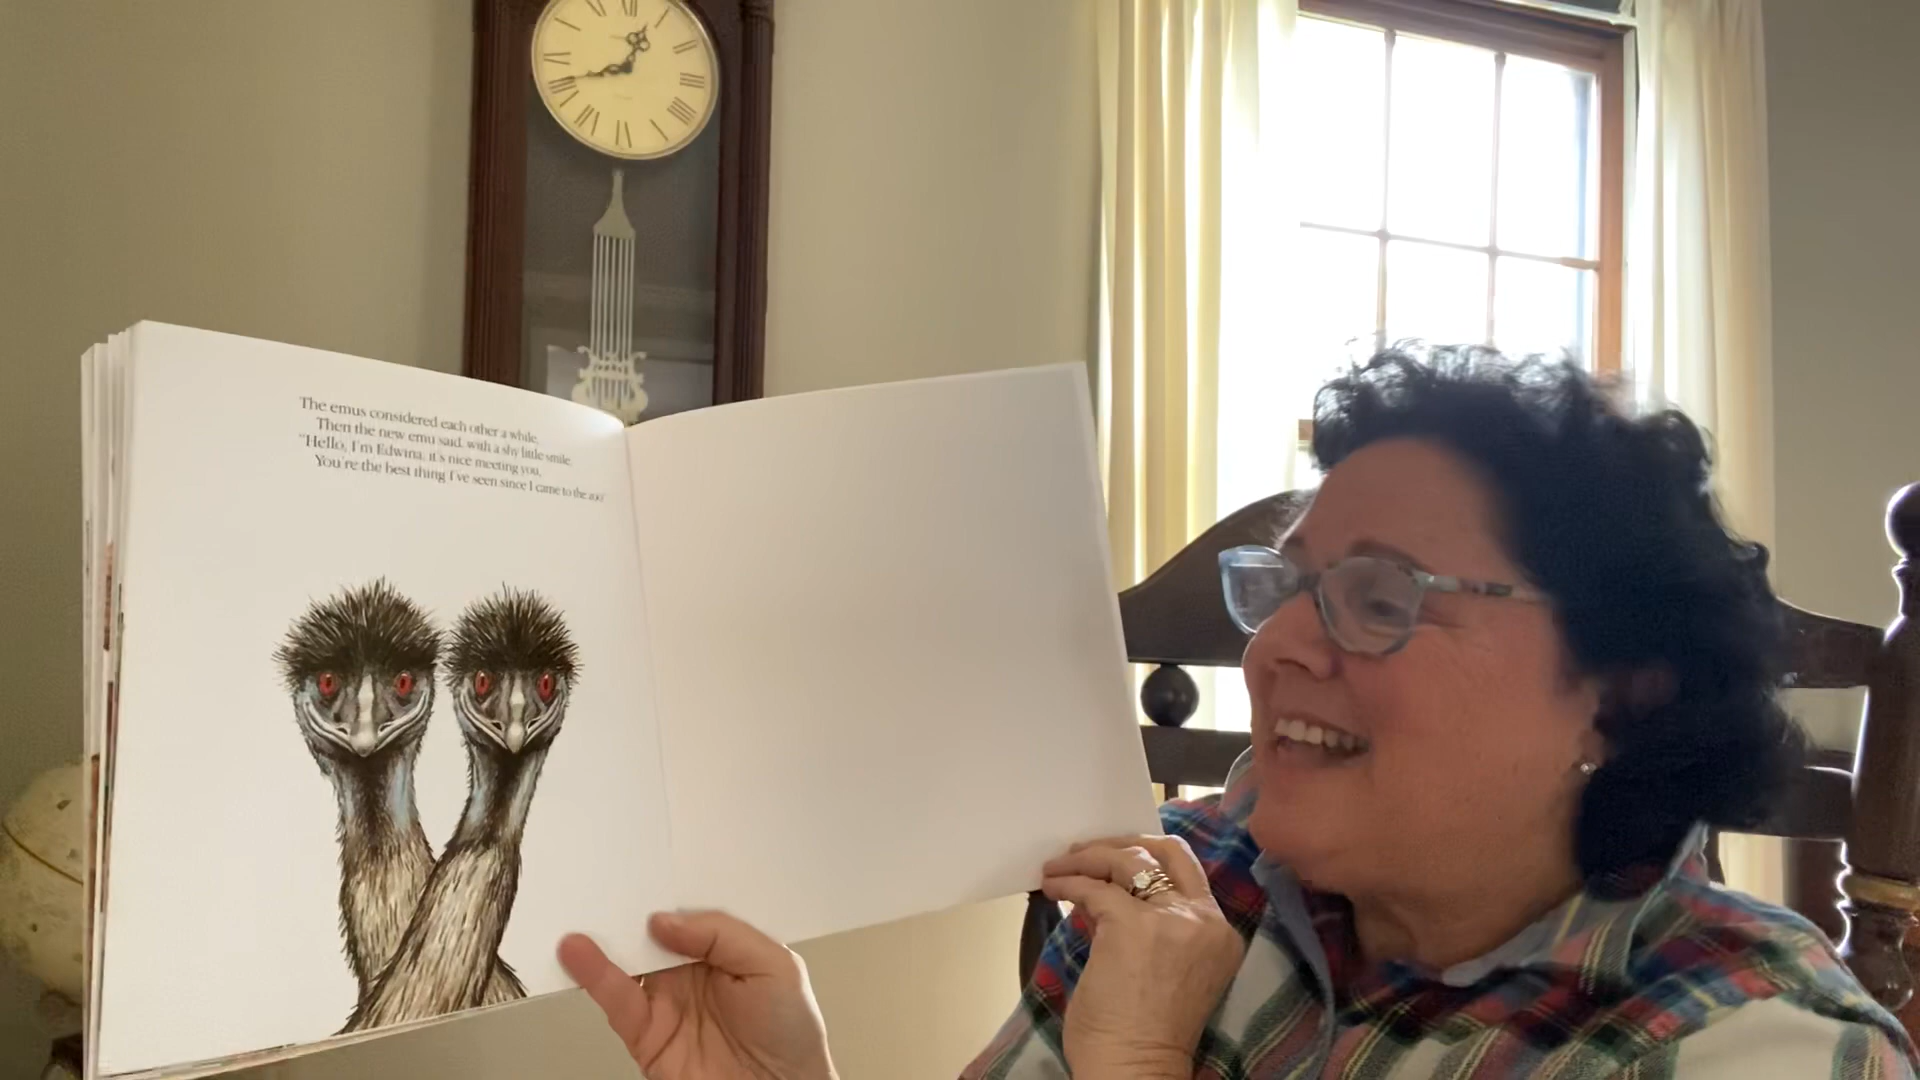 The emus considered each other a while.
Then the new emu said, with a shy little smile,
"Hello, I'm Edwina, it's nice meeting you.
You're the best thing I've seen since I came to the zoo."